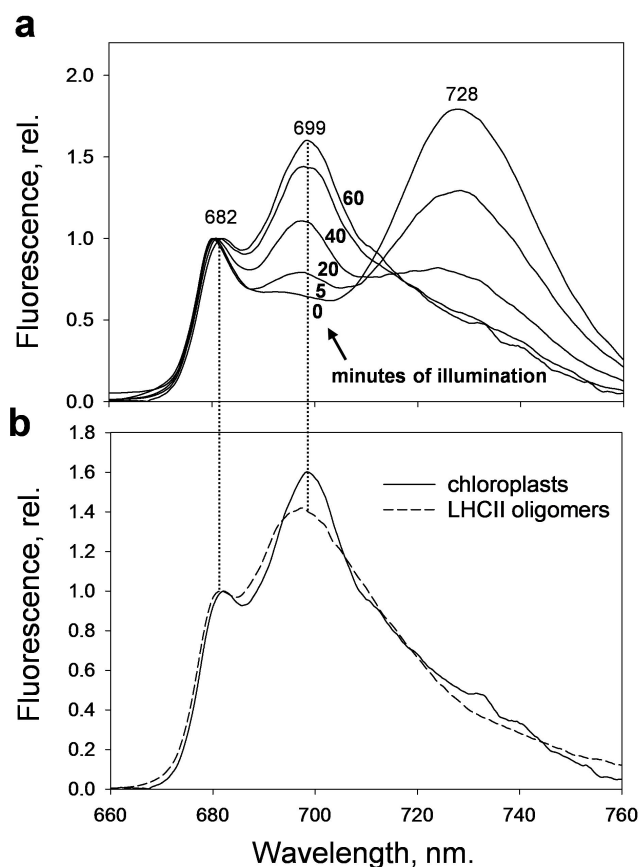 a
Fluorescence, rel.
2.0
1.5
1.0
0.5
0.0
682
699
728
60
40
20
5
0
minutes of illumination
b
Fluorescence, rel.
1.8
1.6
1.4
1.2
1.0
0.8
0.6
0.4
0.2
0.0
chloroplasts
LHCII oligomers
660 680 700 720 740 760
Wavelength, nm.